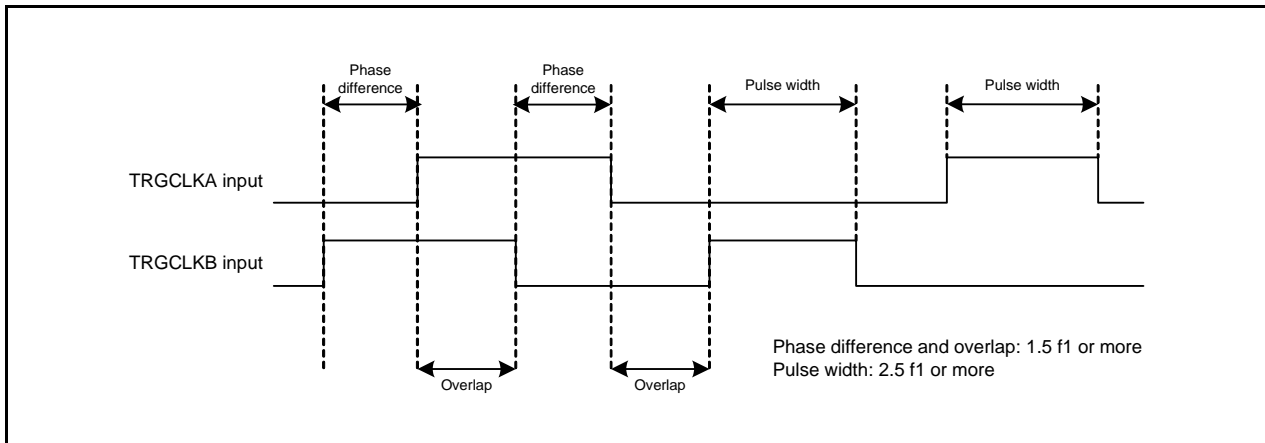 Phase
difference
Phase
difference
Pulse width
Pulse width
TRGCLKA input
TRGCLKB input
Overlap
Overlap
Phase difference and overlap: 1.5 f1 or more
Pulse width: 2.5 f1 or more